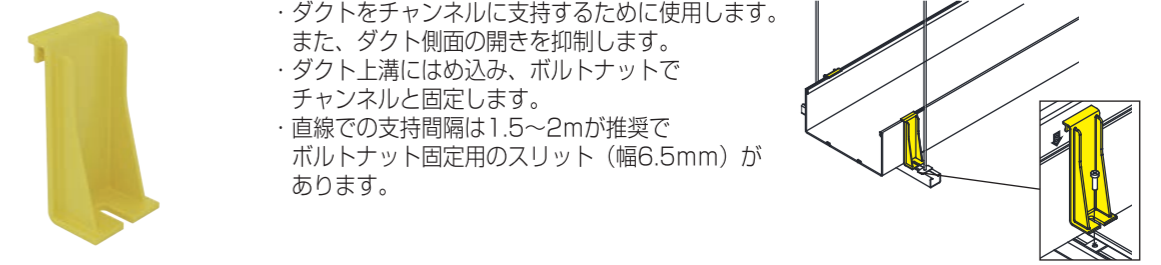 ・ダクトをチャンネルに支持するために使用します。
また、ダクト側面の開きを抑制します。
・ダクト上溝にはめ込み、ボルトナットで
チャンネルと固定します。
・直線での支持間隔は1.5～2mが推奨で
ボルトナット固定用のスリット（幅6.5mm）が
あります。